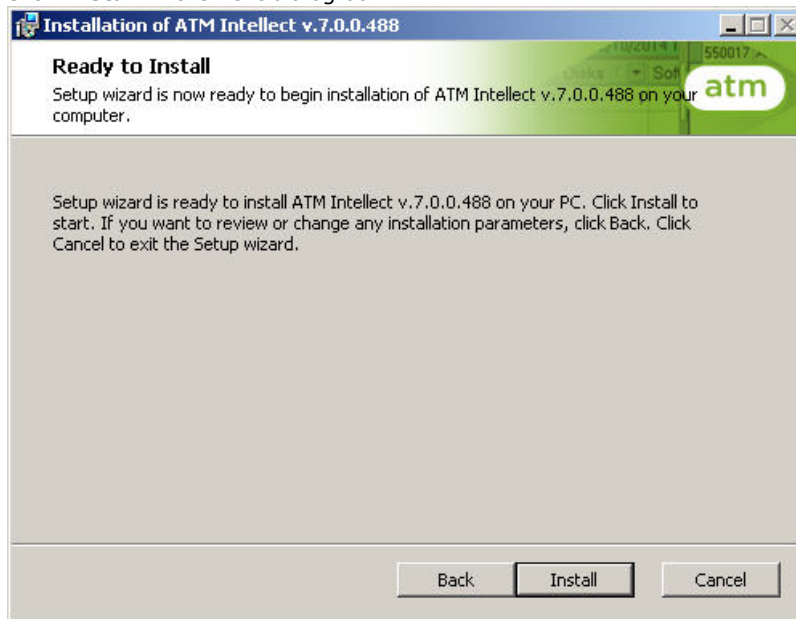 Installation of ATM Intellect v.7.0.0.488
Ready to Install
Setup wizard is now ready to begin installation of ATM Intellect v.7.0.0.488 on your
computer.
550017
atm
Setup wizard is ready to install ATM Intellect v.7.0.0.488 on your PC. Click Install to
start. If you want to review or change any installation parameters, click Back. Click
Cancel to exit the Setup wizard.
Back
Install
Cancel